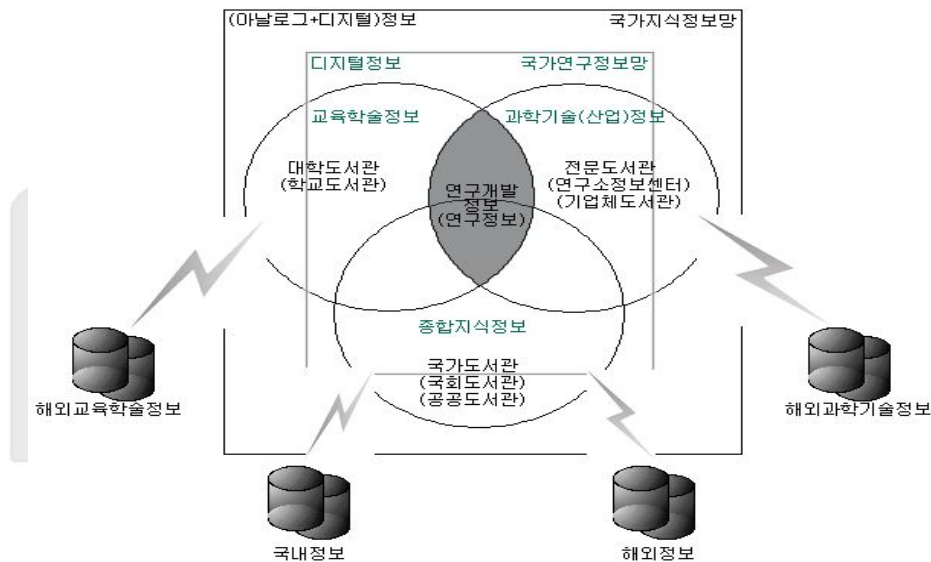 (아날로그+디지털)정보
국가지식정보망
디지털정보
국가연구정보망
교육학술정보
과학기술(산업)정보
대학도서관
(학교도서관)
전문도서관
(연구소정보센터)
(기업체도서관)
연구개발
정보
(연구정보)
종합지식정보
국가도서관
(국회도서관)
(공공도서관)
해외교육학술정보
해외과학기술정보
국내정보
해외정보